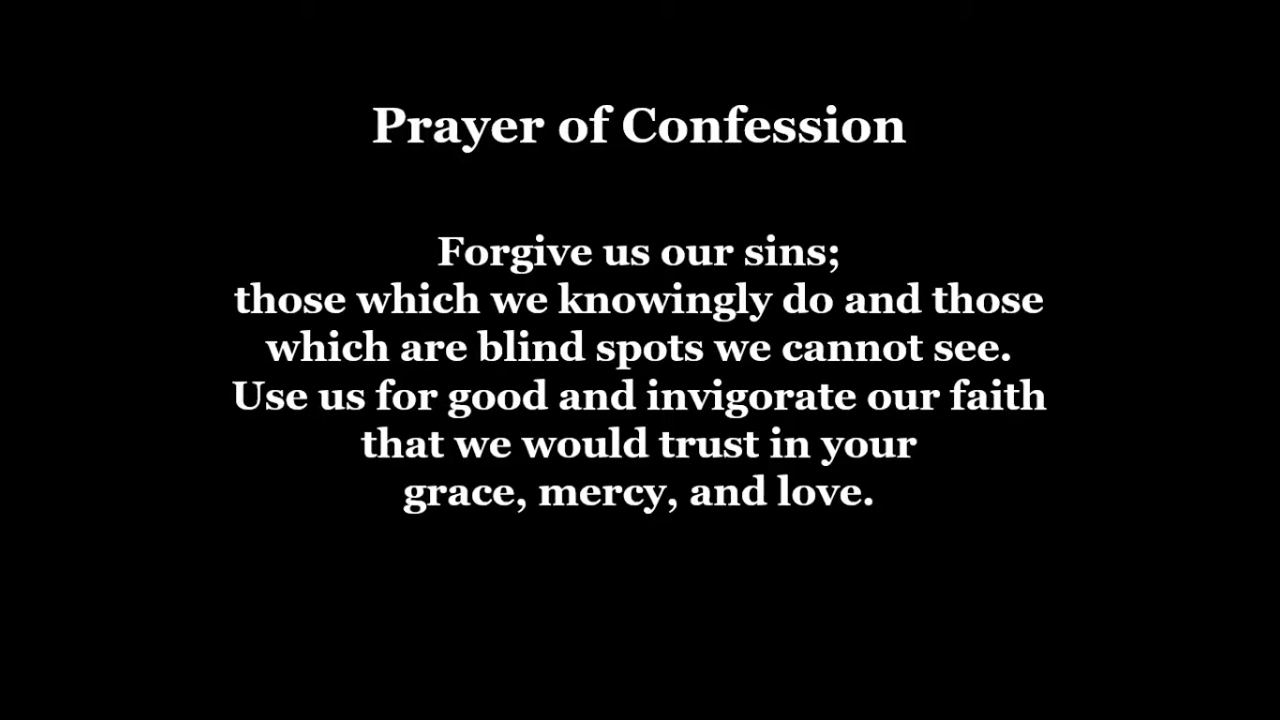 Prayer of Confession
Forgive us our sins;
those which we knowingly do and those
which are blind spots we cannot see.
Use us for good and invigorate our faith
that we would trust in your
grace, mercy, and love.